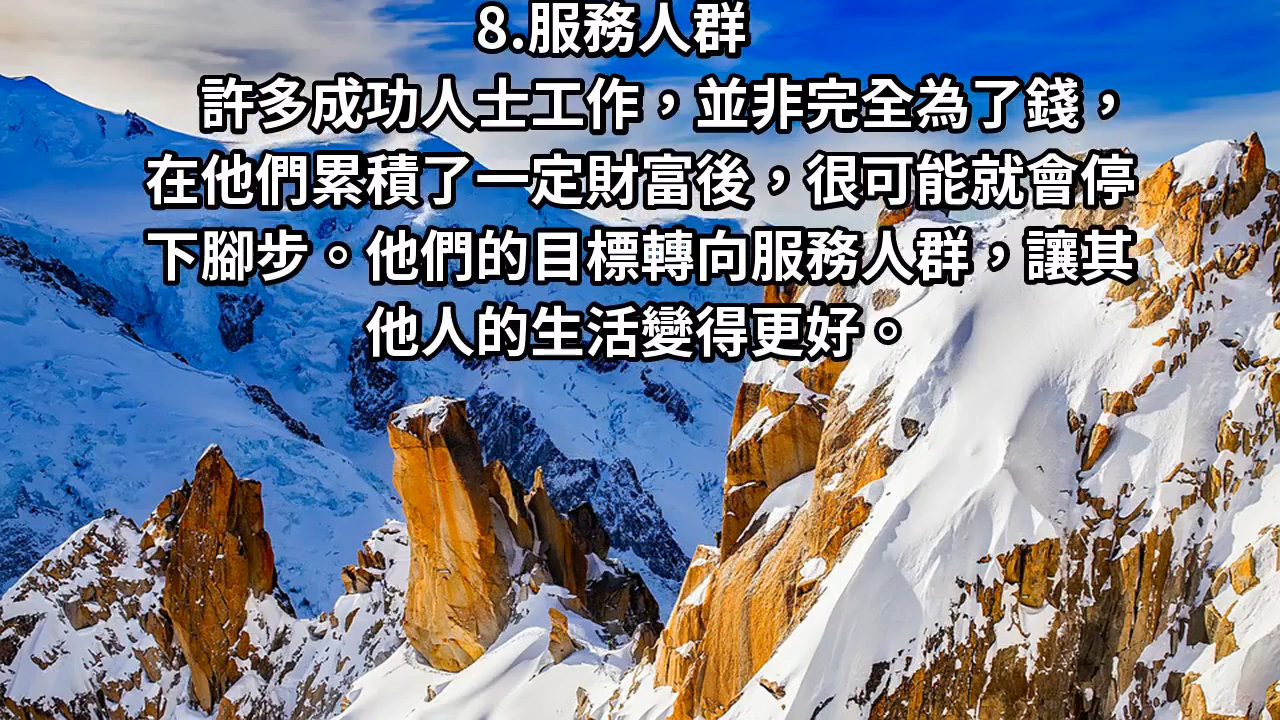 8.服務人群
許多成功人士工作，並非完全為了錢，
在他們累積了一定財富後，很可能就會停
下腳步。他們的目標轉向服務人群，讓其
他人的生活變得更好。